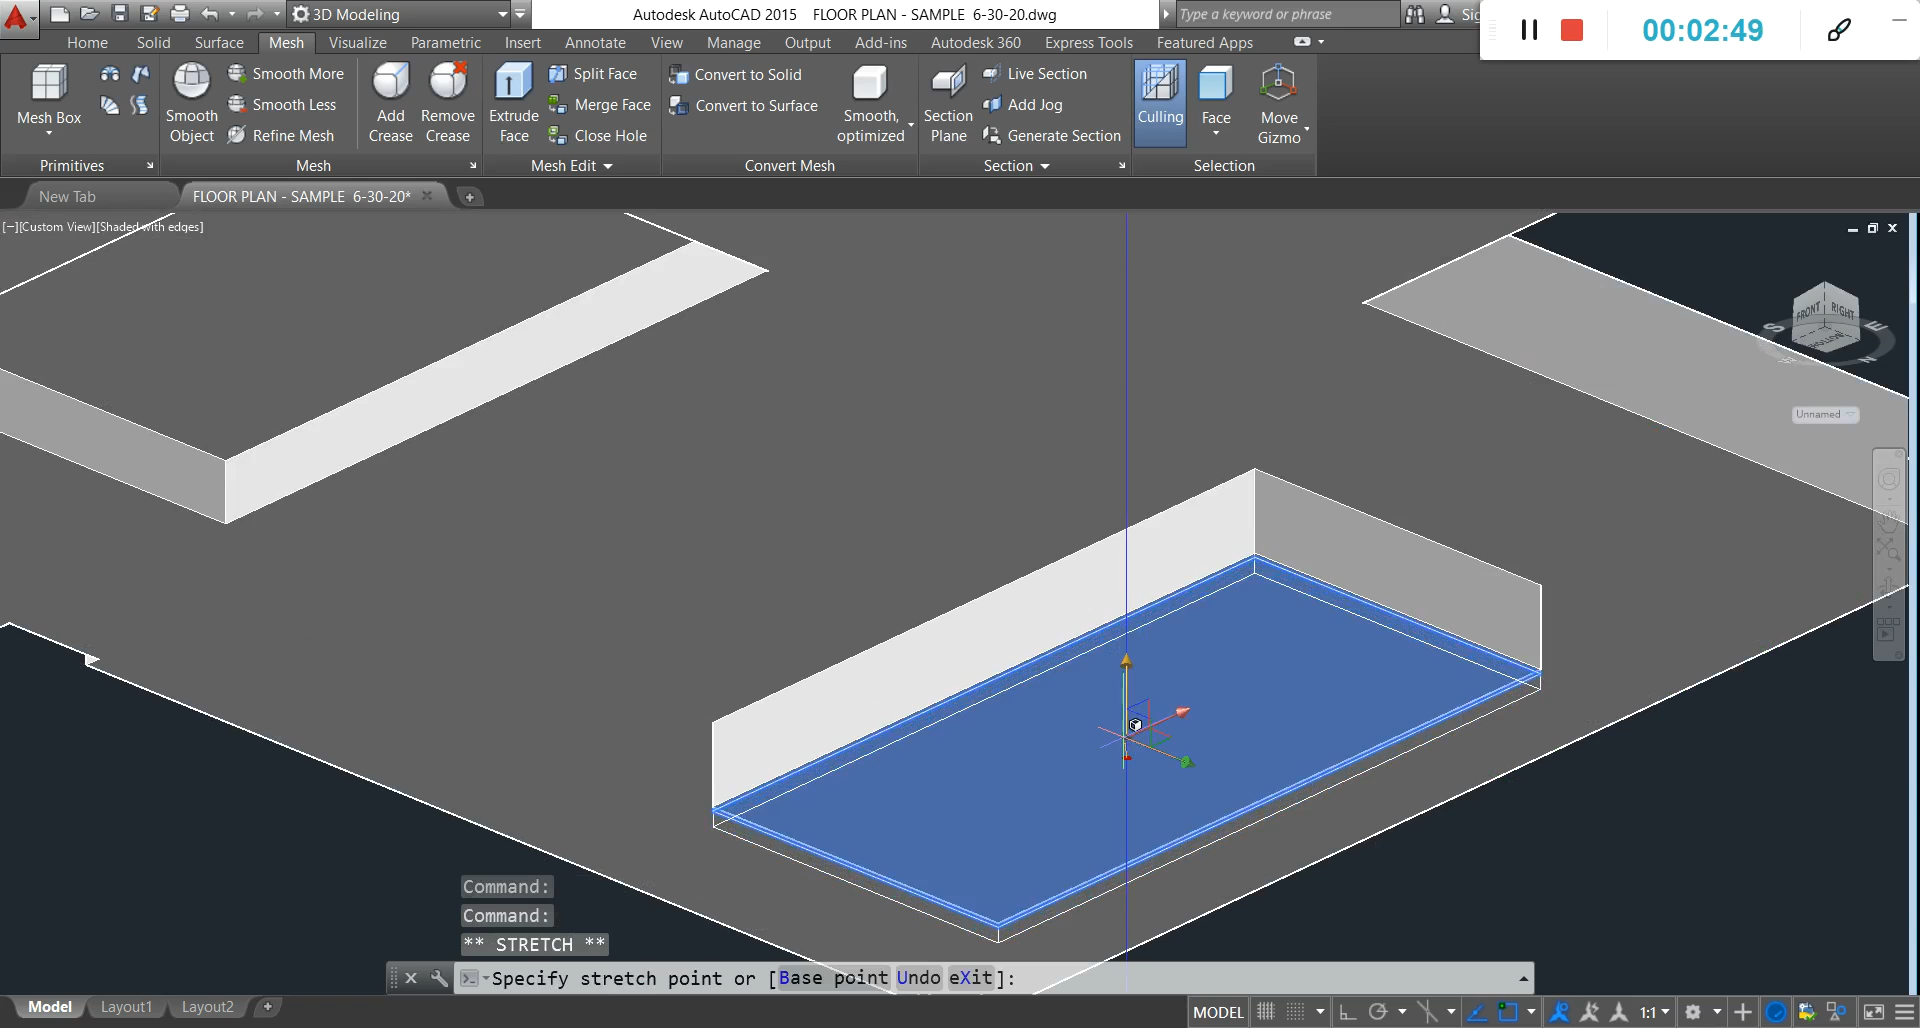 3D Modeling
Autodesk AutoCAD 2015 FLOOR PLAN - SAMPLE 6-30-20.dwg
Type a keyword or phrase
00:02:49
Home Solid Surface Mesh Visualize Parametric Insert Annotate View Manage Output Add-ins Autodesk 360 Express Tools Featured Apps
Mesh Box
Smooth Object
Smooth More
Smooth Less
Refine Mesh
Add Crease
Remove Crease
Extrude Face
Split Face
Merge Face
Close Hole
Convert to Solid
Convert to Surface
Smooth, optimized
Section Plane
Live Section
Add Jog
Generate Section
Culling
Face
Move Gizmo
Primitives Mesh Mesh Edit Convert Mesh Section Selection
New Tab FLOOR PLAN - SAMPLE 6-30-20*
[−][Custom View][Shaded with edges]
FRONT RIGHT
BOTTOM
S E
N
Unnamed
Command:
Command:
** STRETCH **
Specify stretch point or [Base point Undo eXit]:
Model Layout1 Layout2
MODEL 1:1